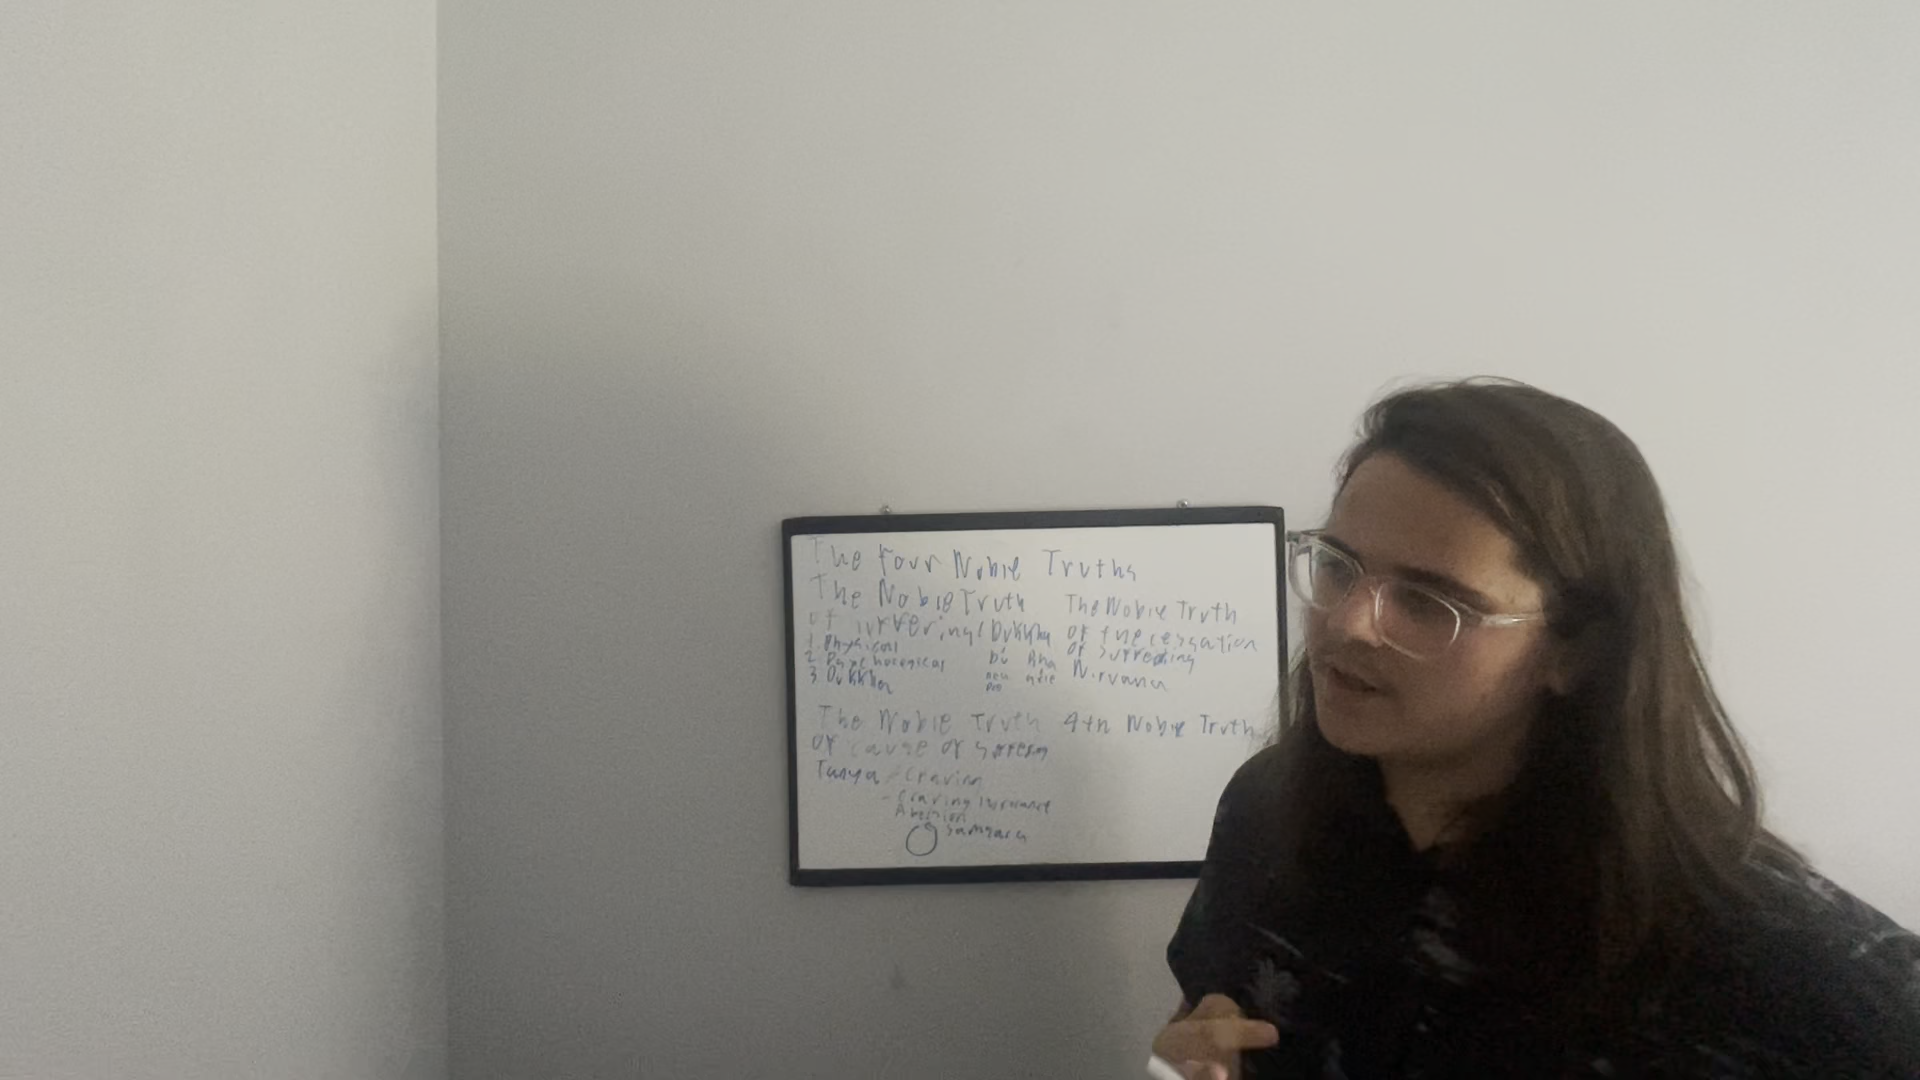 The Four Noble Truths
The Noble Truth
of suffering/Dukkha
1. Physical
2. Psychological
3. Dukkha
The Noble Truth
of the cessation
of suffering
Nirvana
The Noble Truth
of cause of
Tanya - Craving
- Craving
samsara
4th Noble Truth